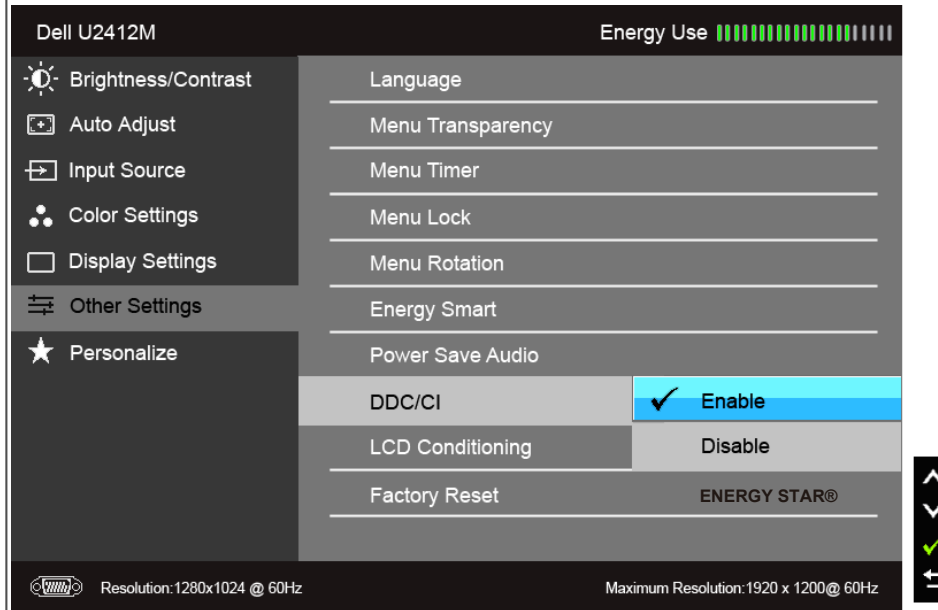 Dell U2412M
Energy Use
Brightness/Contrast
Auto Adjust
Input Source
Color Settings
Display Settings
Other Settings
Personalize
Language
Menu Transparency
Menu Timer
Menu Lock
Menu Rotation
Energy Smart
Power Save Audio
DDC/CI
Enable
Disable
LCD Conditioning
Factory Reset
ENERGY STAR®
Resolution:1280x1024 @ 60Hz
Maximum Resolution:1920 x 1200@ 60Hz